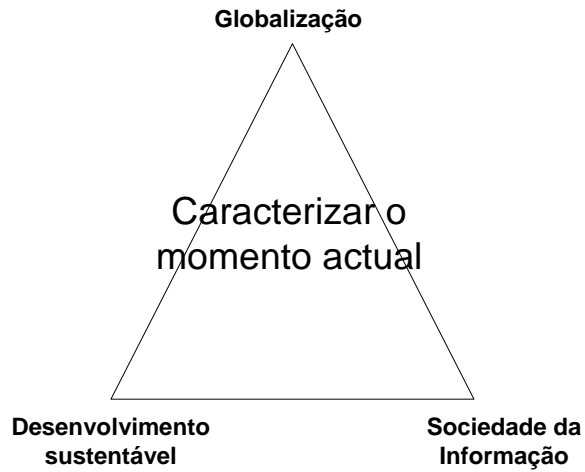 Globalização
Caracterizar o
momento actual
Desenvolvimento
sustentável
Sociedade da
Informação